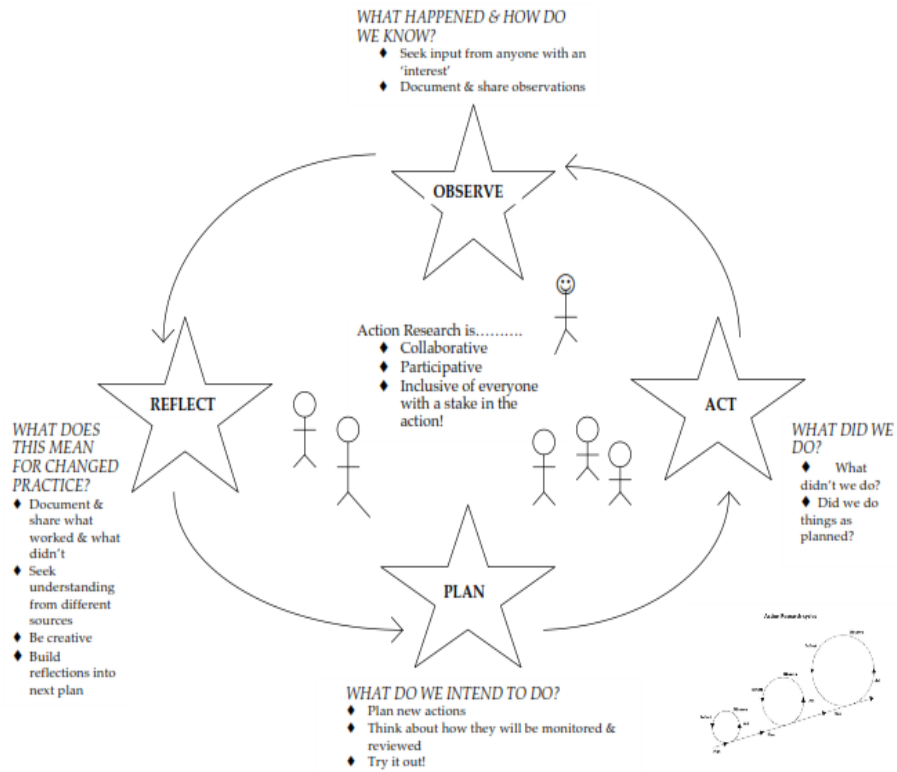 WHAT HAPPENED & HOW DO
WE KNOW?
♦ Seek input from anyone with an
‘interest’
♦ Document & share observations
OBSERVE
Action Research is……….
♦ Collaborative
♦ Participative
♦ Inclusive of everyone
with a stake in the
action!
REFLECT
WHAT DOES
THIS MEAN
FOR CHANGED
PRACTICE?
♦ Document &
share what
worked & what
didn’t
♦ Seek
understanding
from different
sources
♦ Be creative
♦ Build
reflections into
next plan
ACT
WHAT DID WE
DO?
♦ What
didn’t we do?
♦ Did we do
things as
planned?
PLAN
WHAT DO WE INTEND TO DO?
♦ Plan new actions
♦ Think about how they will be monitored &
reviewed
♦ Try it out!
Action Research cycles